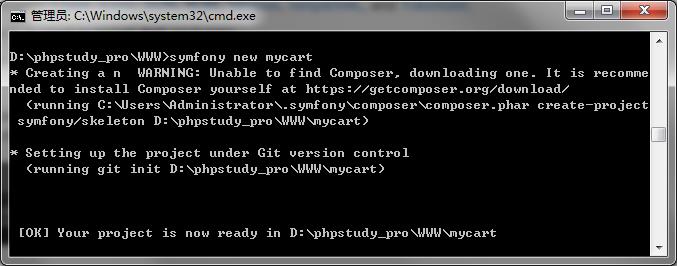 管理员: C:\Windows\system32\cmd.exe
D:\phpstudy_pro\WWW>symfony new mycart
* Creating a n  WARNING: Unable to find Composer, downloading one. It is recomme
nded to install Composer yourself at https://getcomposer.org/download/
(running C:\Users\Administrator\.symfony\composer\composer.phar create-project
symfony/skeleton D:\phpstudy_pro\WWW\mycart)
* Setting up the project under Git version control
(running git init D:\phpstudy_pro\WWW\mycart)
[OK] Your project is now ready in D:\phpstudy_pro\WWW\mycart